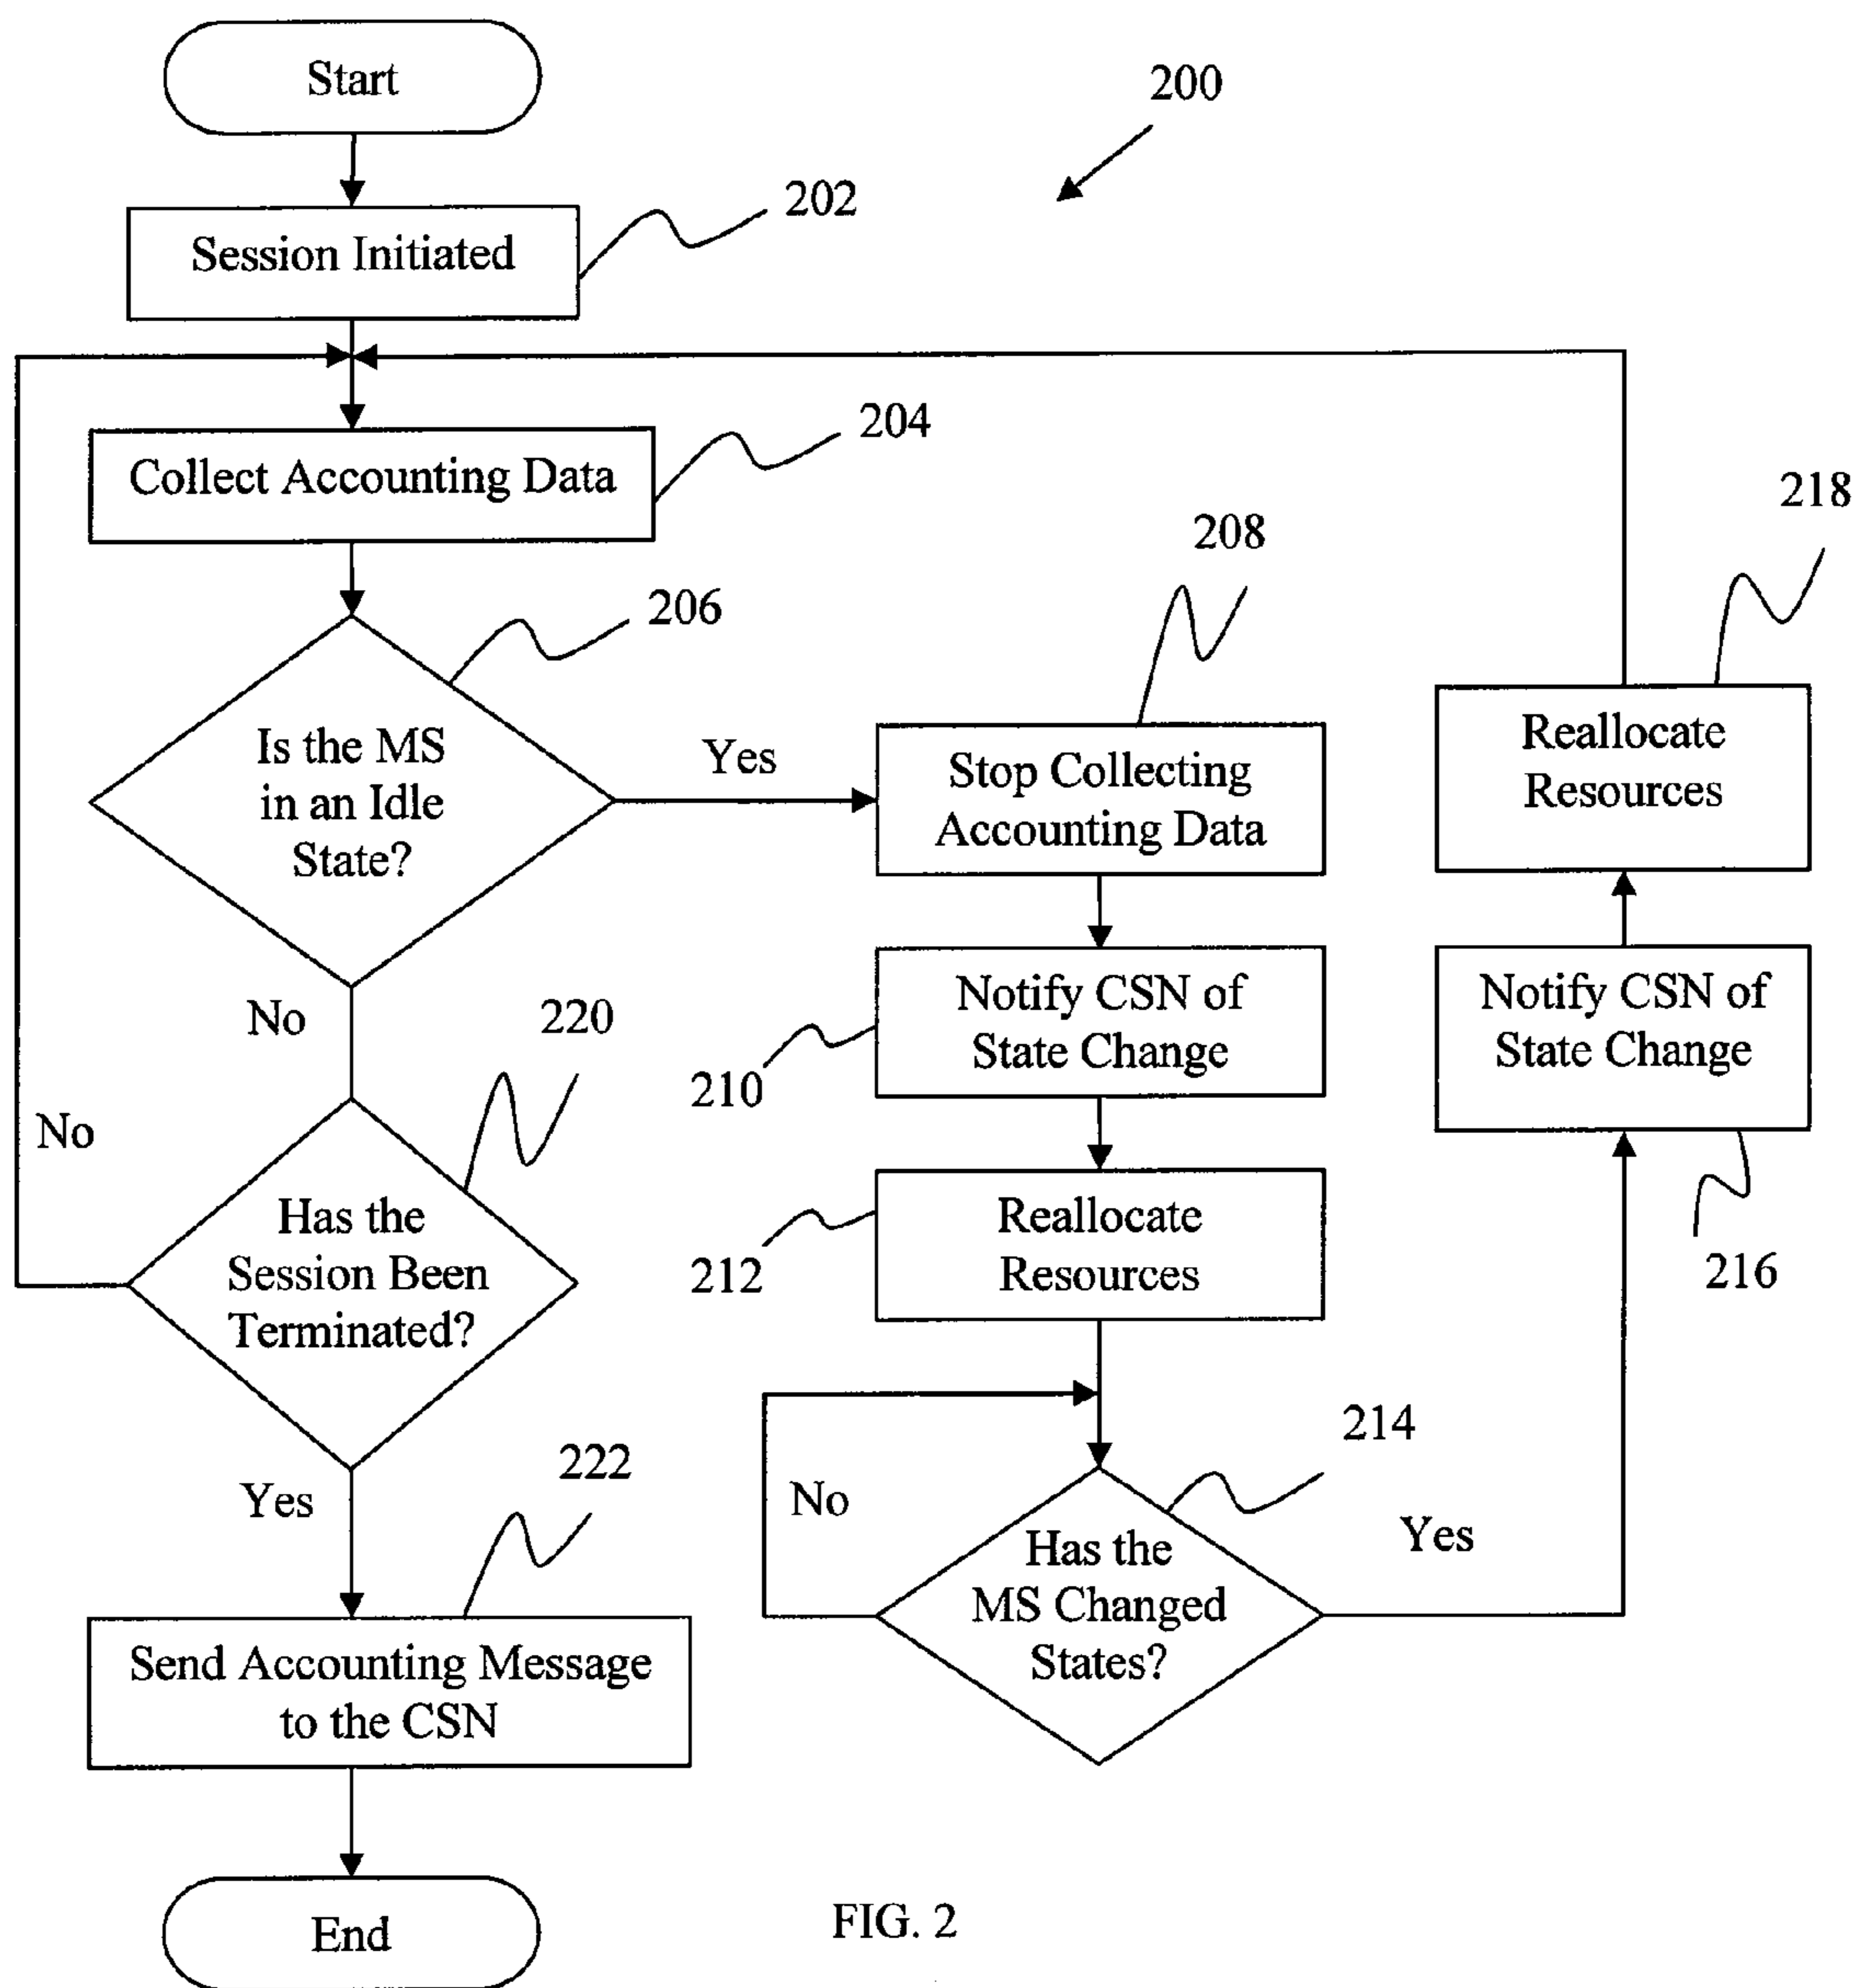 Start
200
202
Session Initiated
204
Collect Accounting Data
218
208
206
Is the MS
in an Idle
State?
Yes
Stop Collecting
Accounting Data
Reallocate
Resources
No
220
Notify CSN of
State Change
210
Notify CSN of
State Change
No
Has the
Session Been
Terminated?
Reallocate
Resources
212
216
Yes
222
No
214
Has the
MS Changed
States?
Yes
Send Accounting Message
to the CSN
End
FIG. 2